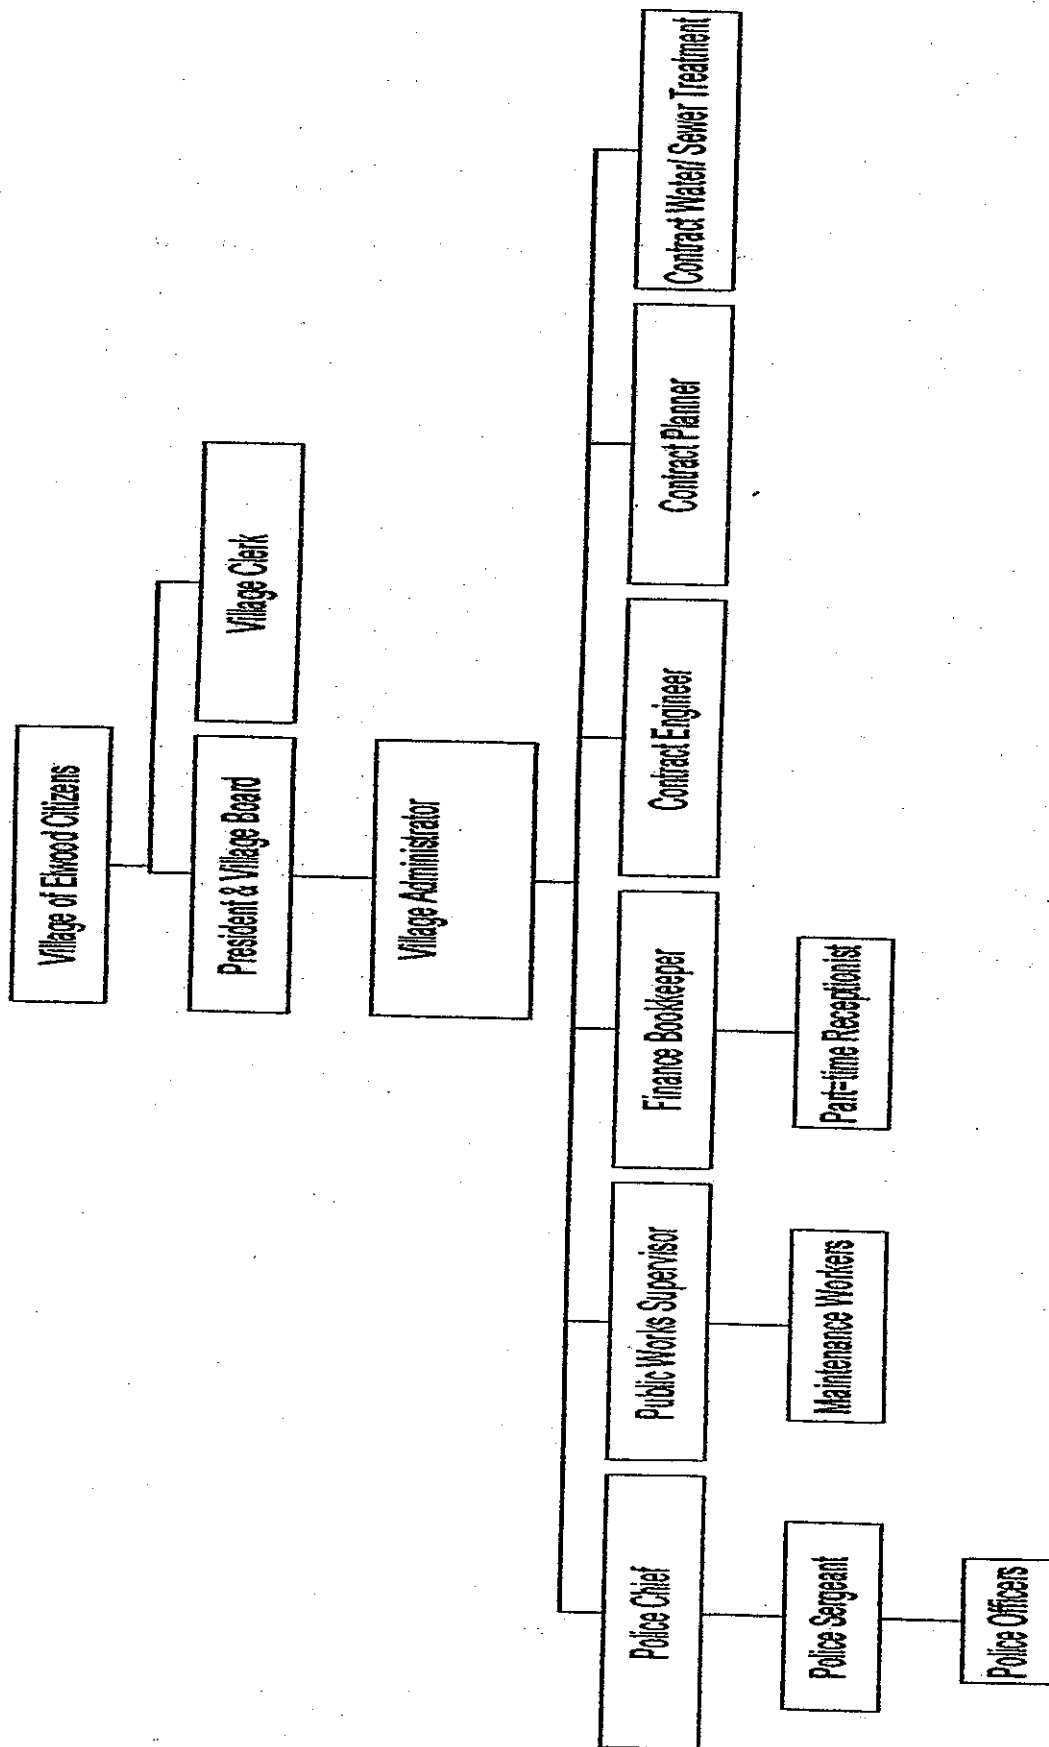 Village of Elwood Citizens
President & Village Board
Village Clerk
Village Administrator
Police Chief
Public Works Supervisor
Finance Bookkeeper
Contract Engineer
Contract Planner
Contract Water/ Sewer Treatment
Police Sergeant
Maintenance Workers
Part-time Receptionist
Police Officers